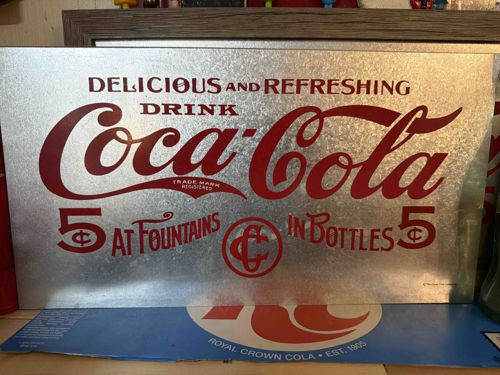 DELICIOUS AND REFRESHING
DRINK
Coca-Cola
TRADE MARK
REGISTERED
5¢ AT FOUNTAINS IN BOTTLES 5¢
CC
RC
ROYAL CROWN COLA • EST. 1905